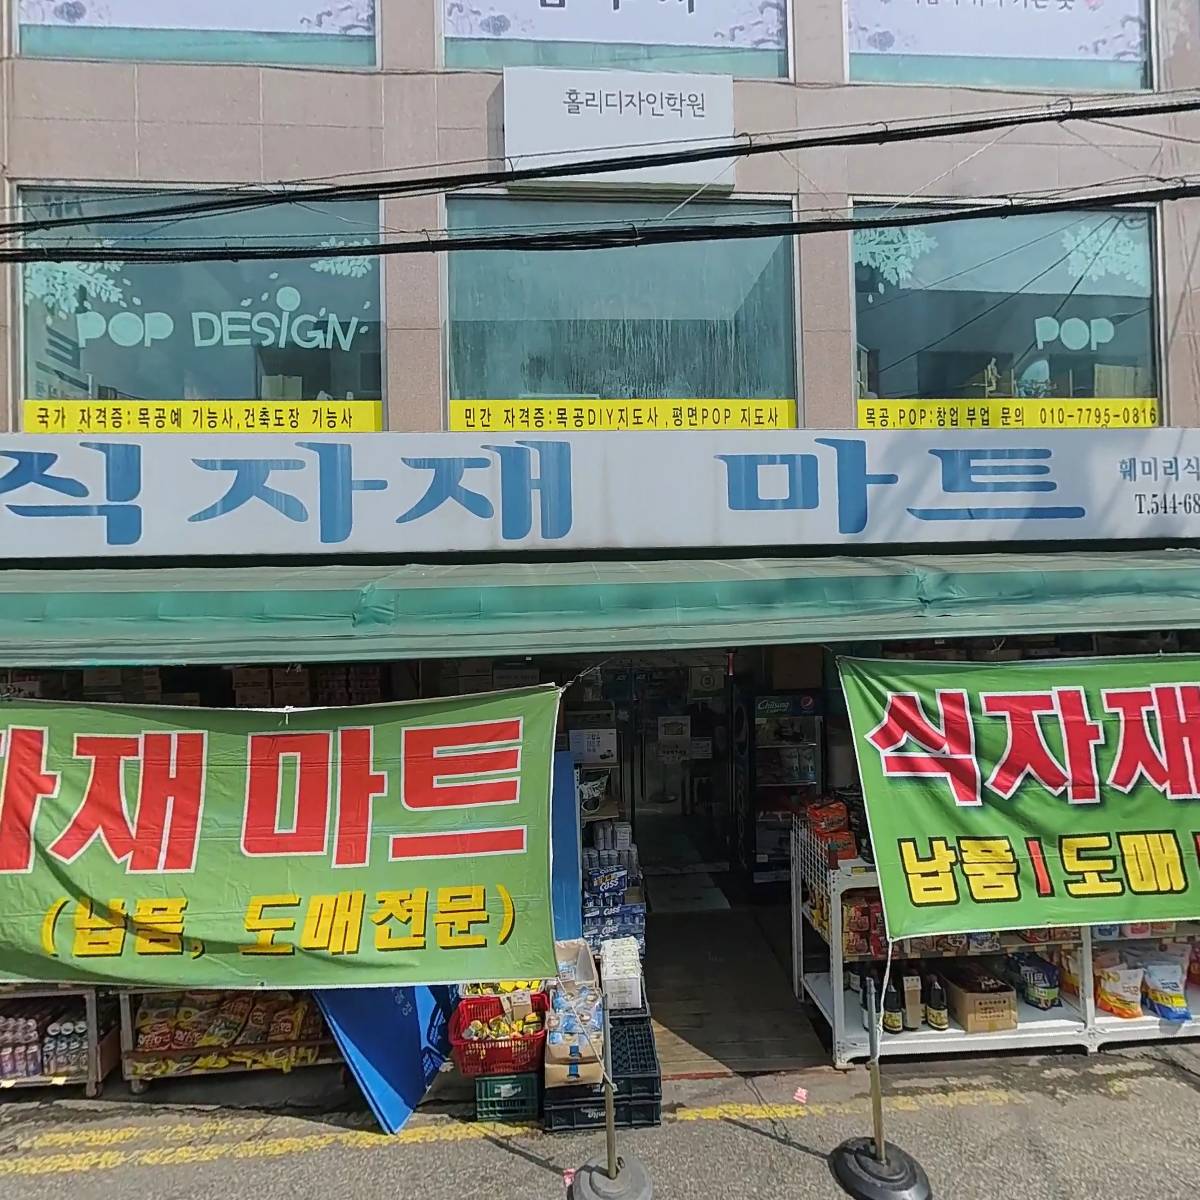 홀리디자인학원
POP DESIGN
POP
국가 자격증: 목공예 기능사,건축도장 기능사
민간 자격증:목공DIY지도사,평면POP 지도사
목공,POP:창업 부업 문의 010-7795-0816
식자재 마트
훼미리식
T.544-68
자재 마트
(납품, 도매전문)
식자재
납품 | 도매
Chilsung
pepsi
Cass